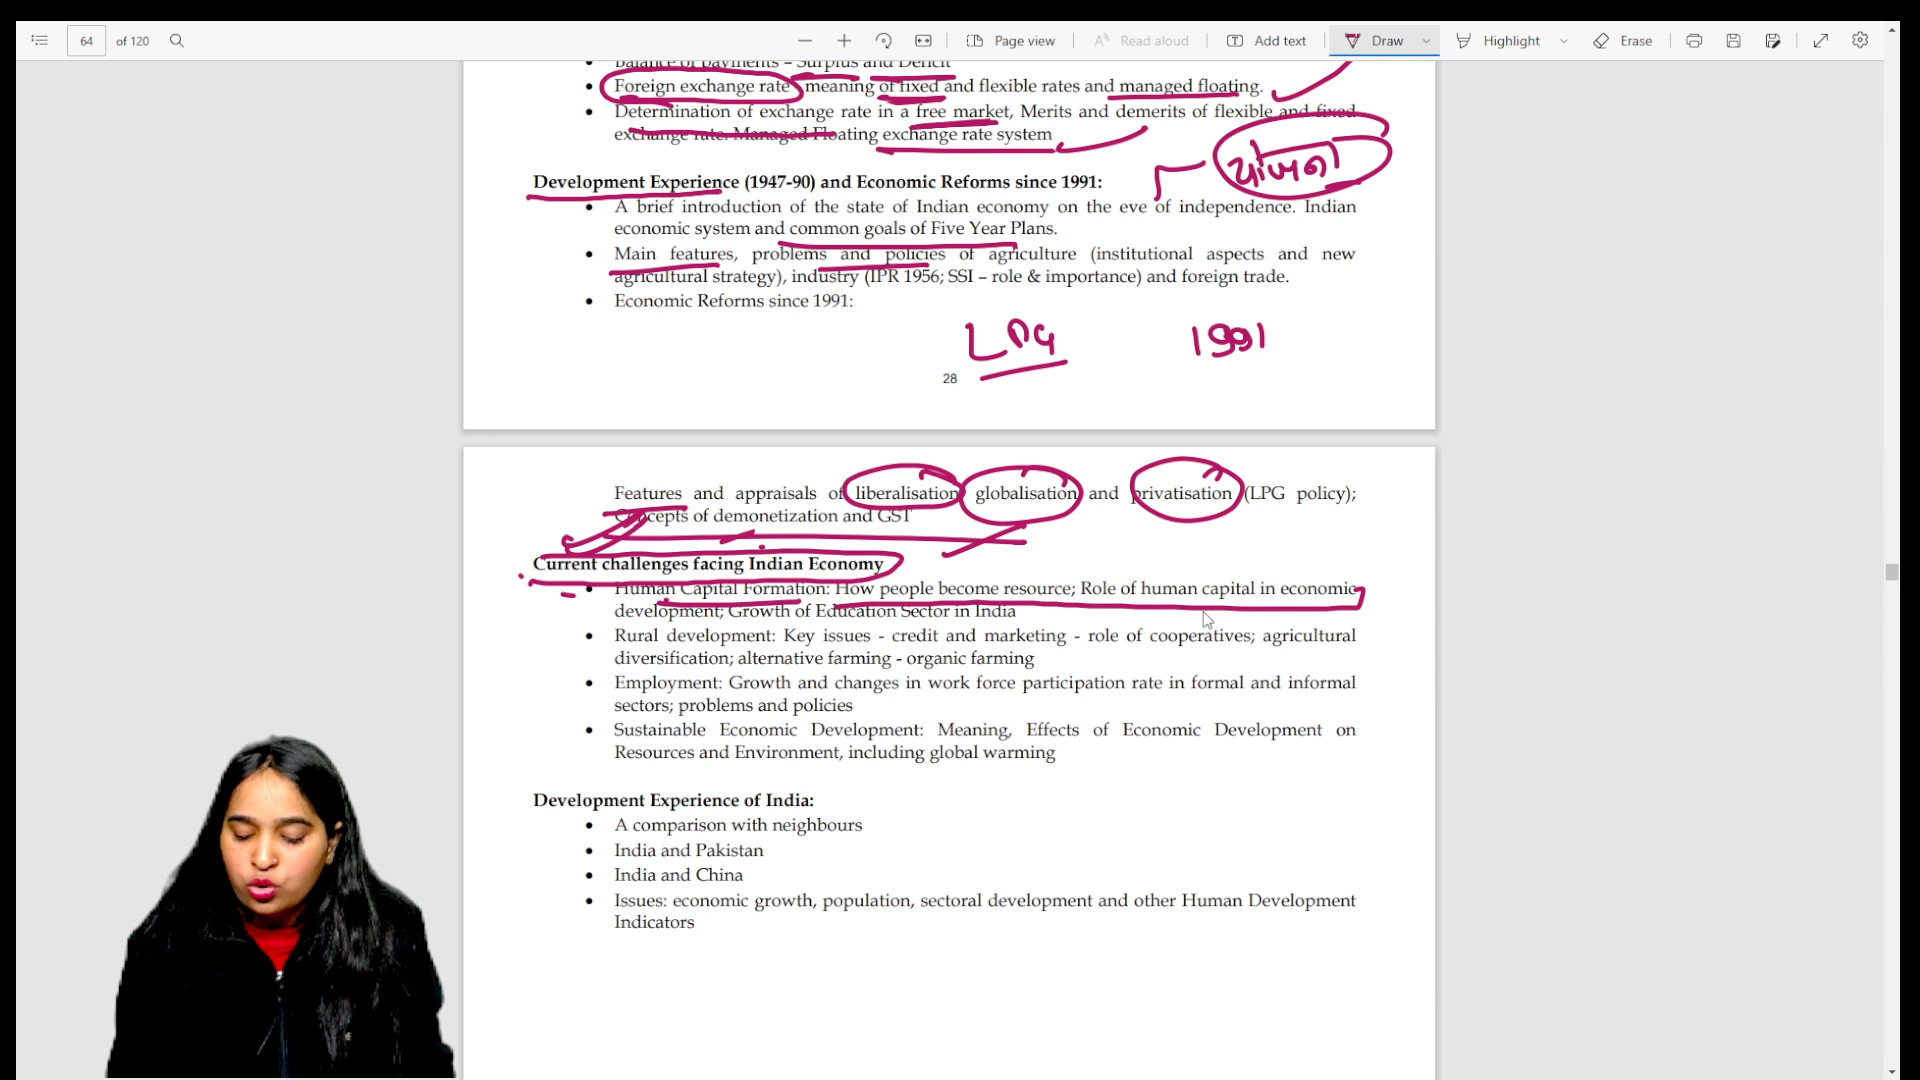 64 of 120 Page view Read aloud Add text Draw Highlight Erase
Balance of payments – Surplus and Deficit
• Foreign exchange rate meaning of fixed and flexible rates and managed floating.
• Determination of exchange rate in a free market, Merits and demerits of flexible and fixed
exchange rate. Managed Floating exchange rate system
योजना
Development Experience (1947-90) and Economic Reforms since 1991:
• A brief introduction of the state of Indian economy on the eve of independence. Indian
economic system and common goals of Five Year Plans.
• Main features, problems and policies of agriculture (institutional aspects and new
agricultural strategy), industry (IPR 1956; SSI – role & importance) and foreign trade.
• Economic Reforms since 1991:
LPG 1991
28
Features and appraisals of liberalisation globalisation and privatisation (LPG policy);
Concepts of demonetization and GST
Current challenges facing Indian Economy
• Human Capital Formation: How people become resource; Role of human capital in economic
development; Growth of Education Sector in India
• Rural development: Key issues - credit and marketing - role of cooperatives; agricultural
diversification; alternative farming - organic farming
• Employment: Growth and changes in work force participation rate in formal and informal
sectors; problems and policies
• Sustainable Economic Development: Meaning, Effects of Economic Development on
Resources and Environment, including global warming
Development Experience of India:
• A comparison with neighbours
• India and Pakistan
• India and China
• Issues: economic growth, population, sectoral development and other Human Development
Indicators